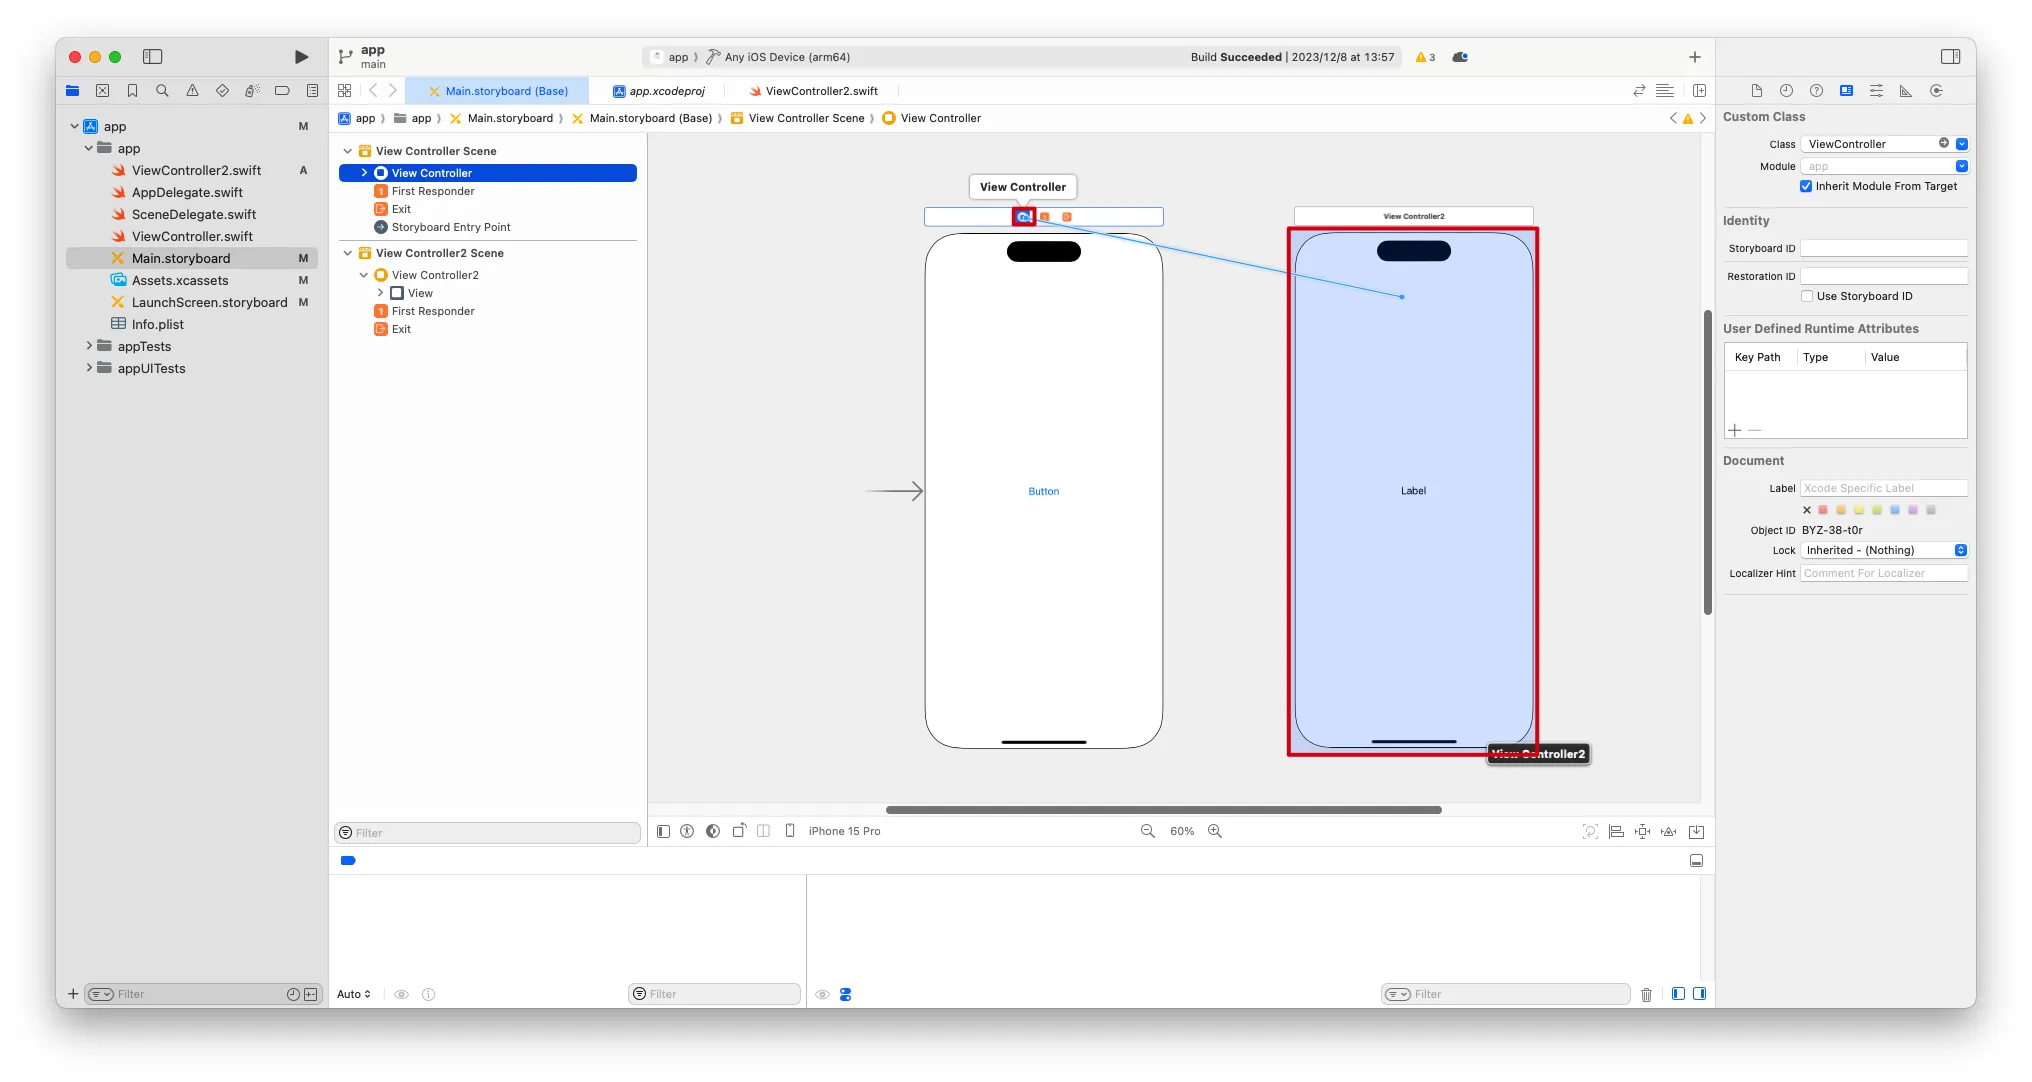 app
main
app 〉 Any iOS Device (arm64)
Build Succeeded | 2023/12/8 at 13:57
3
Main.storyboard (Base)
app.xcodeproj
ViewController2.swift
app 〉 app 〉 Main.storyboard 〉 Main.storyboard (Base) 〉 View Controller Scene 〉 View Controller
app M
app
ViewController2.swift A
AppDelegate.swift
SceneDelegate.swift
ViewController.swift
Main.storyboard M
Assets.xcassets M
LaunchScreen.storyboard M
Info.plist
appTests
appUITests
Filter
View Controller Scene
View Controller
First Responder
Exit
Storyboard Entry Point
View Controller2 Scene
View Controller2
View
First Responder
Exit
Filter
View Controller
Button
View Controller2
Label
View Controller2
iPhone 15 Pro
60%
Auto
Filter
Filter
Custom Class
Class ViewController
Module app
Inherit Module From Target
Identity
Storyboard ID
Restoration ID
Use Storyboard ID
User Defined Runtime Attributes
Key Path Type Value
Document
Label Xcode Specific Label
Object ID BYZ-38-t0r
Lock Inherited - (Nothing)
Localizer Hint Comment For Localizer